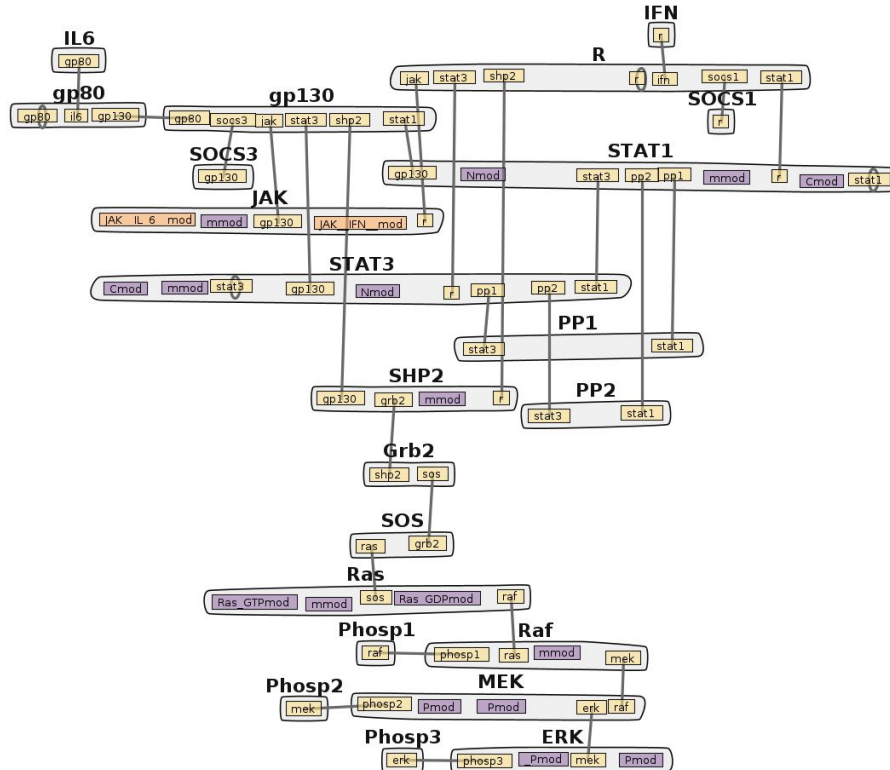 IFN
r
IL6
gp80
R
jak stat3 shp2 r ifn socs1 stat1
gp80
gp80 il6 gp130
gp130
gp80 socs3 jak stat3 shp2 stat1
SOCS1
r
SOCS3
gp130
STAT1
gp130 Nmod stat3 pp2 pp1 mmod r Cmod stat1
JAK
JAK__IL_6__mod mmod gp130 JAK__IFN__mod r
STAT3
Cmod mmod stat3 gp130 Nmod r pp1 pp2 stat1
PP1
stat3 stat1
SHP2
gp130 grb2 mmod r
PP2
stat3 stat1
Grb2
shp2 sos
SOS
ras grb2
Ras
Ras_GTPmod mmod sos Ras_GDPmod raf
Phosp1
raf
Raf
phosp1 ras mmod mek
Phosp2
mek
MEK
phosp2 Pmod _Pmod erk raf
Phosp3
erk
ERK
phosp3 _Pmod mek Pmod